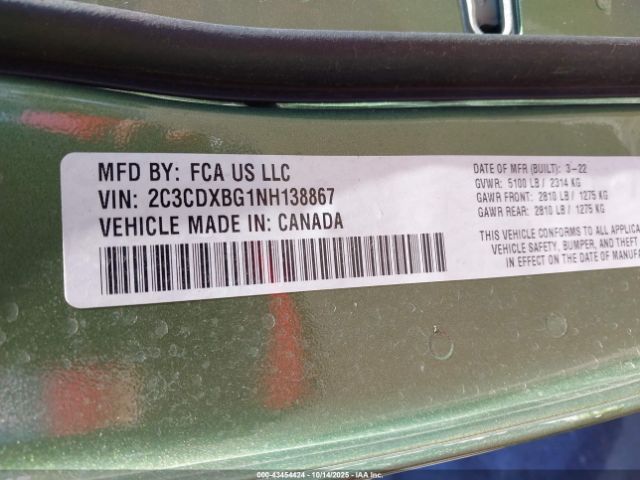 MFD BY: FCA US LLC
VIN: 2C3CDXBG1NH138867
VEHICLE MADE IN: CANADA
DATE OF MFR (BUILT): 3-22
GVWR: 5100 LB / 2314 KG
GAWR FRONT: 2810 LB / 1275 KG
GAWR REAR: 2810 LB / 1275 KG
THIS VEHICLE CONFORMS TO ALL APPLICA
VEHICLE SAFETY, BUMPER, AND THEFT
IN EFFECT ON THE DATE OF MANUFA
000-43454424 | 10/14/2025 | iaai.com